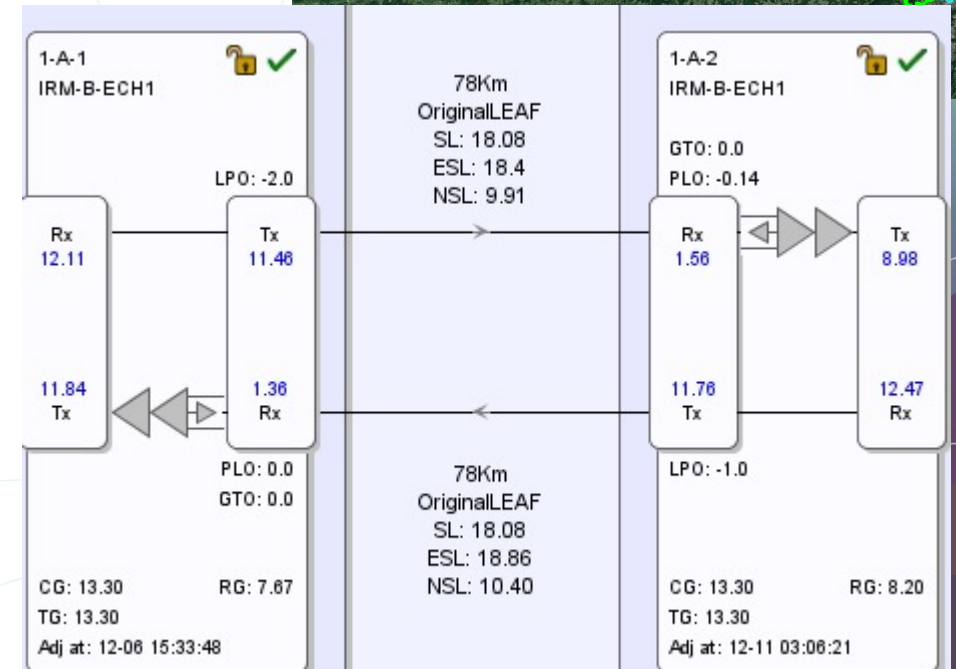 1-A-1
IRM-B-ECH1
LPO: -2.0
Rx
12.11
Tx
11.46
11.84
Tx
1.36
Rx
PLO: 0.0
GTO: 0.0
CG: 13.30 RG: 7.67
TG: 13.30
Adj at: 12-06 15:33:48
78Km
OriginalLEAF
SL: 18.08
ESL: 18.4
NSL: 9.91
78Km
OriginalLEAF
SL: 18.08
ESL: 18.86
NSL: 10.40
1-A-2
IRM-B-ECH1
GTO: 0.0
PLO: -0.14
Rx
1.56
Tx
8.98
11.76
Tx
12.47
Rx
LPO: -1.0
CG: 13.30 RG: 8.20
TG: 13.30
Adj at: 12-11 03:06:21